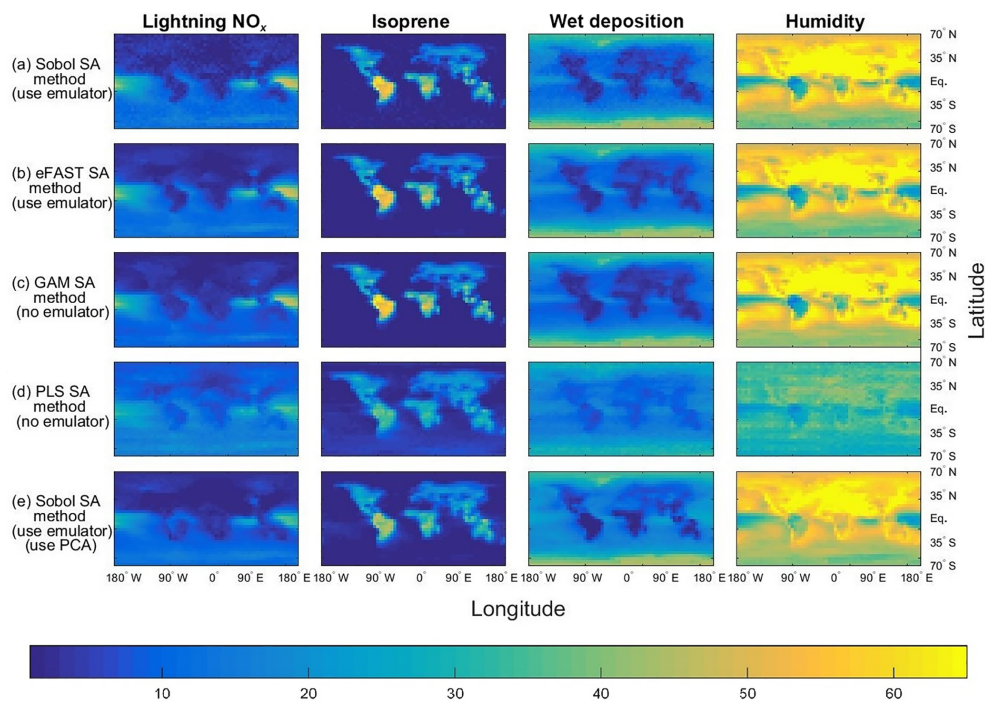 Lightning NOx Isoprene Wet deposition Humidity
(a) Sobol SA
method
(use emulator)
70° N
35° N
Eq.
35° S
70° S
(b) eFAST SA
method
(use emulator)
70° N
35° N
Eq.
35° S
70° S
(c) GAM SA
method
(no emulator)
70° N
35° N
Eq.
35° S
70° S
Latitude
(d) PLS SA
method
(no emulator)
70° N
35° N
Eq.
35° S
70° S
(e) Sobol SA
method
(use emulator)
(use PCA)
70° N
35° N
Eq.
35° S
70° S
180° W 90° W 0° 90° E 180° E 180° W 90° W 0° 90° E 180° E 180° W 90° W 0° 90° E 180° E 180° W 90° W 0° 90° E 180° E
Longitude
10 20 30 40 50 60